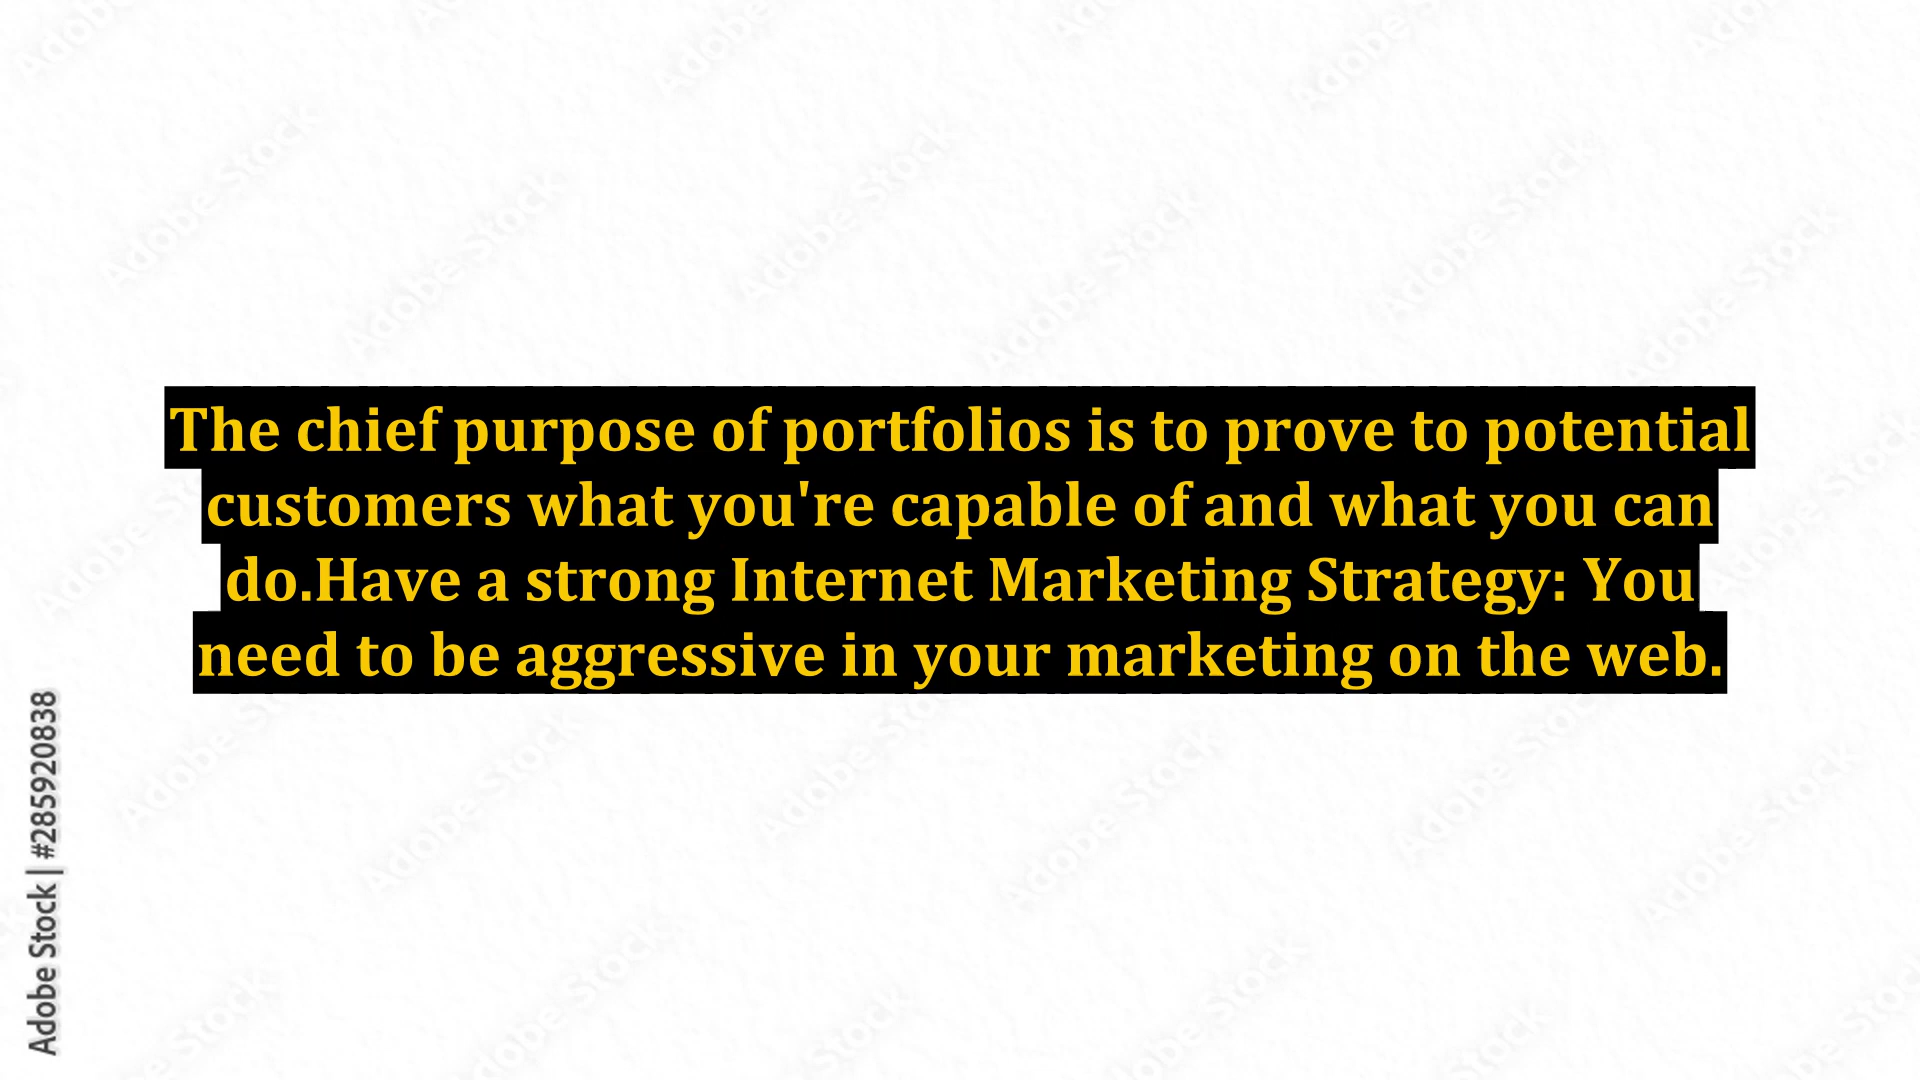 The chief purpose of portfolios is to prove to potential
customers what you're capable of and what you can
do.Have a strong Internet Marketing Strategy: You
need to be aggressive in your marketing on the web.
Adobe Stock | #285920838